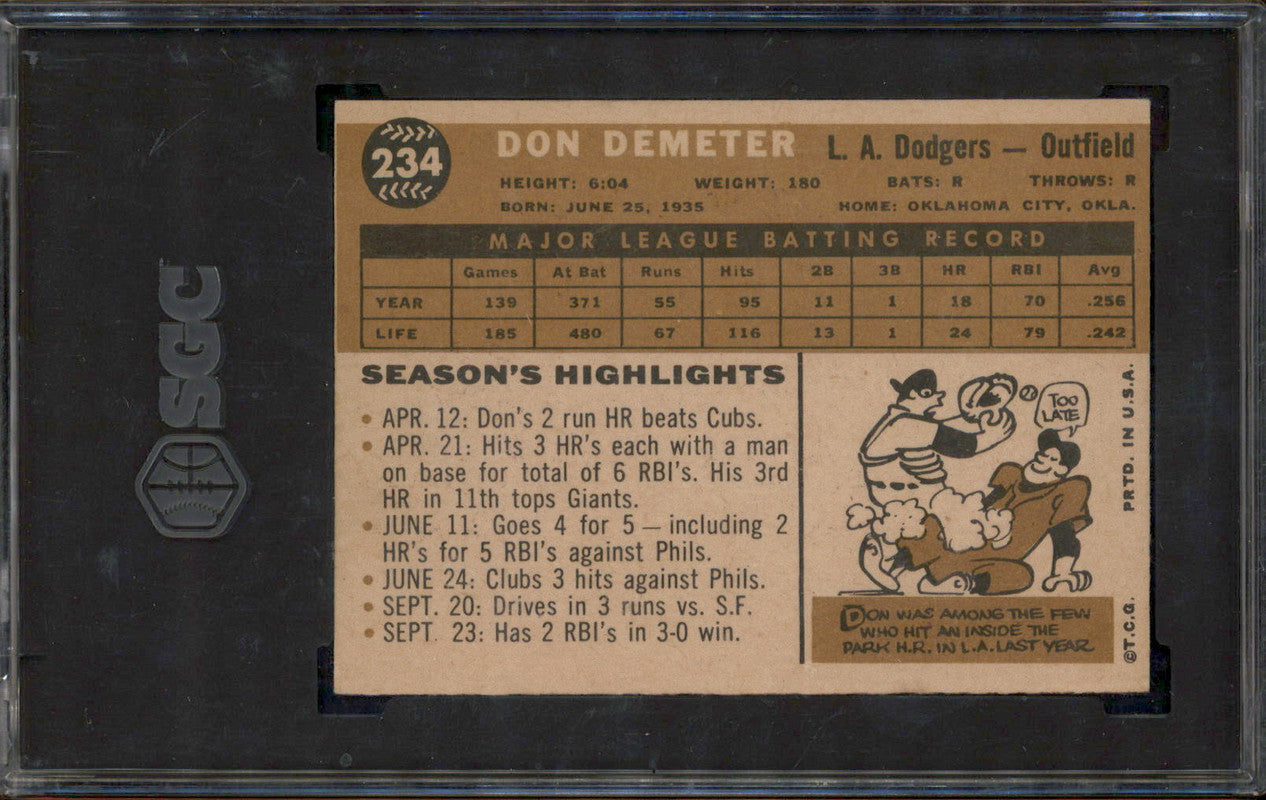 SGC
234
DON DEMETER L. A. Dodgers — Outfield
HEIGHT: 6:04 WEIGHT: 180 BATS: R THROWS: R
BORN: JUNE 25, 1935 HOME: OKLAHOMA CITY, OKLA.
MAJOR LEAGUE BATTING RECORD
Games At Bat Runs Hits 2B 3B HR RBI Avg
YEAR 139 371 55 95 11 1 18 70 .256
LIFE 185 480 67 116 13 1 24 79 .242
SEASON'S HIGHLIGHTS
• APR. 12: Don's 2 run HR beats Cubs.
• APR. 21: Hits 3 HR's each with a man
on base for total of 6 RBI's. His 3rd
HR in 11th tops Giants.
• JUNE 11: Goes 4 for 5 — including 2
HR's for 5 RBI's against Phils.
• JUNE 24: Clubs 3 hits against Phils.
• SEPT. 20: Drives in 3 runs vs. S.F.
• SEPT. 23: Has 2 RBI's in 3-0 win.
TOO
LATE
DON WAS AMONG THE FEW
WHO HIT AN INSIDE THE
PARK H.R. IN L.A. LAST YEAR
©T.C.G. PRTD. IN U.S.A.